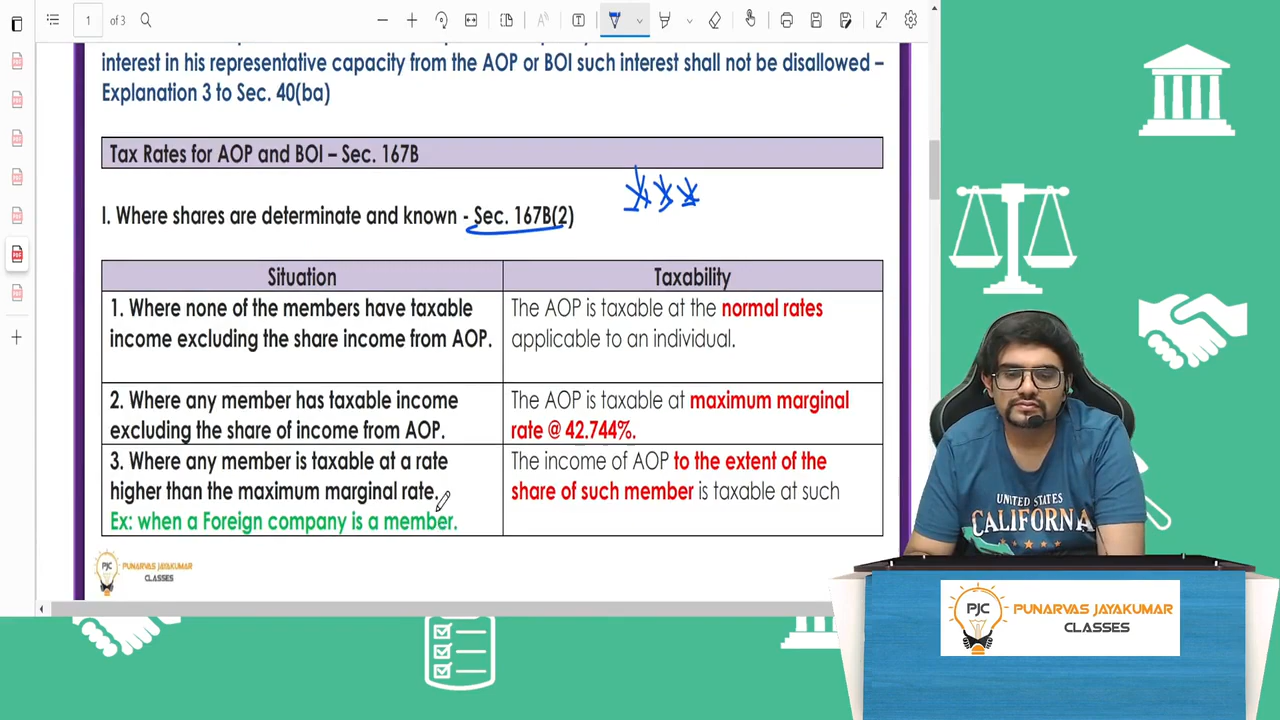 1 of 3
interest in his representative capacity from the AOP or BOI such interest shall not be disallowed –
Explanation 3 to Sec. 40(ba)
Tax Rates for AOP and BOI – Sec. 167B
I. Where shares are determinate and known - Sec. 167B(2)
Situation
Taxability
1. Where none of the members have taxable
income excluding the share income from AOP.
The AOP is taxable at the normal rates
applicable to an individual.
2. Where any member has taxable income
excluding the share of income from AOP.
The AOP is taxable at maximum marginal
rate @ 42.744%.
3. Where any member is taxable at a rate
higher than the maximum marginal rate.
Ex: when a Foreign company is a member.
The income of AOP to the extent of the
share of such member is taxable at such
PJC
PUNARVAS JAYAKUMAR
CLASSES
UNITED STATES
CALIFORNIA
PJC
PUNARVAS JAYAKUMAR
CLASSES